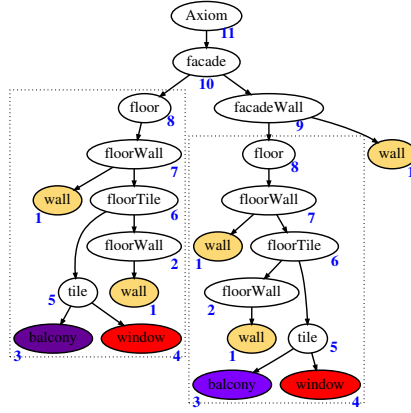 Axiom
11
facade
10
floor
8
facadeWall
9
floorWall
7
floor
8
wall
1
wall
1
floorTile
6
floorWall
7
floorWall
2
wall
1
floorTile
6
tile
5
wall
1
floorWall
2
balcony
3
window
4
wall
1
tile
5
balcony
3
window
4